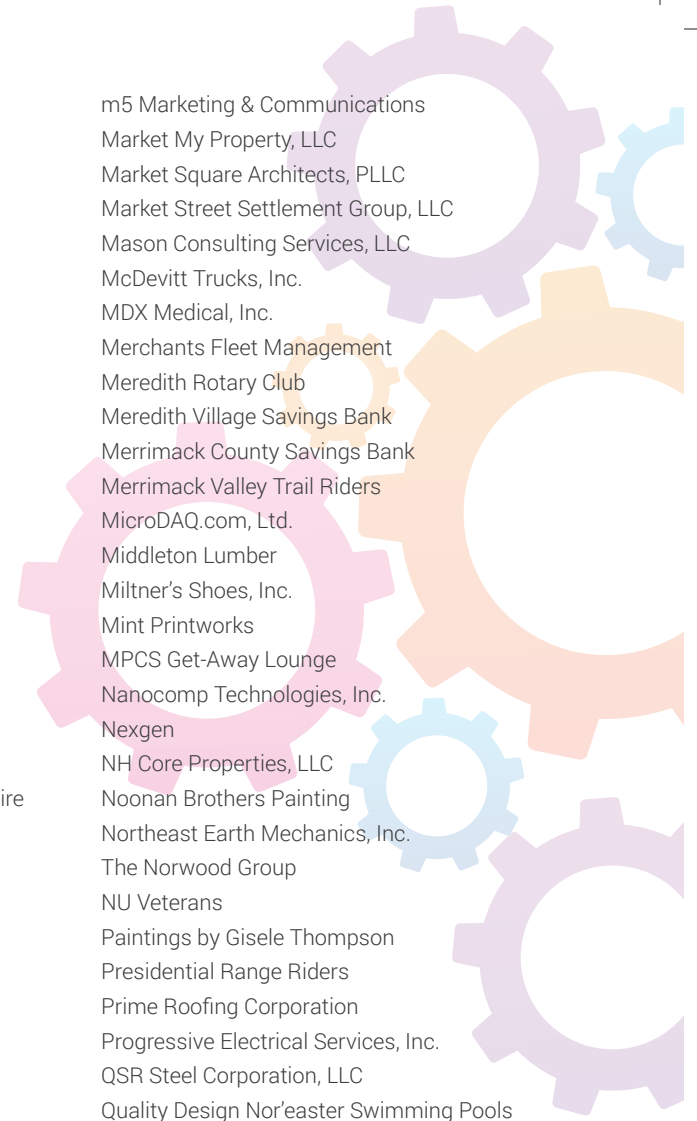 m5 Marketing & Communications
Market My Property, LLC
Market Square Architects, PLLC
Market Street Settlement Group, LLC
Mason Consulting Services, LLC
McDevitt Trucks, Inc.
MDX Medical, Inc.
Merchants Fleet Management
Meredith Rotary Club
Meredith Village Savings Bank
Merrimack County Savings Bank
Merrimack Valley Trail Riders
MicroDAQ.com, Ltd.
Middleton Lumber
Miltner’s Shoes, Inc.
Mint Printworks
MPCS Get-Away Lounge
Nanocomp Technologies, Inc.
Nexgen
NH Core Properties, LLC
ire
Noonan Brothers Painting
Northeast Earth Mechanics, Inc.
The Norwood Group
NU Veterans
Paintings by Gisele Thompson
Presidential Range Riders
Prime Roofing Corporation
Progressive Electrical Services, Inc.
QSR Steel Corporation, LLC
Quality Design Nor’easter Swimming Pools